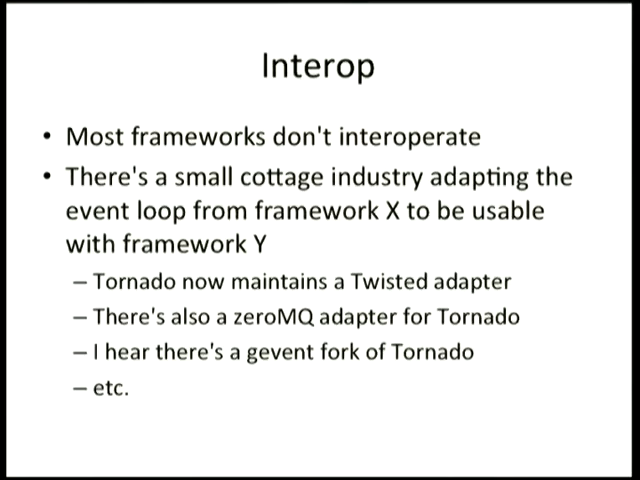 Interop
• Most frameworks don't interoperate
• There's a small cottage industry adapting the
event loop from framework X to be usable
with framework Y
– Tornado now maintains a Twisted adapter
– There's also a zeroMQ adapter for Tornado
– I hear there's a gevent fork of Tornado
– etc.